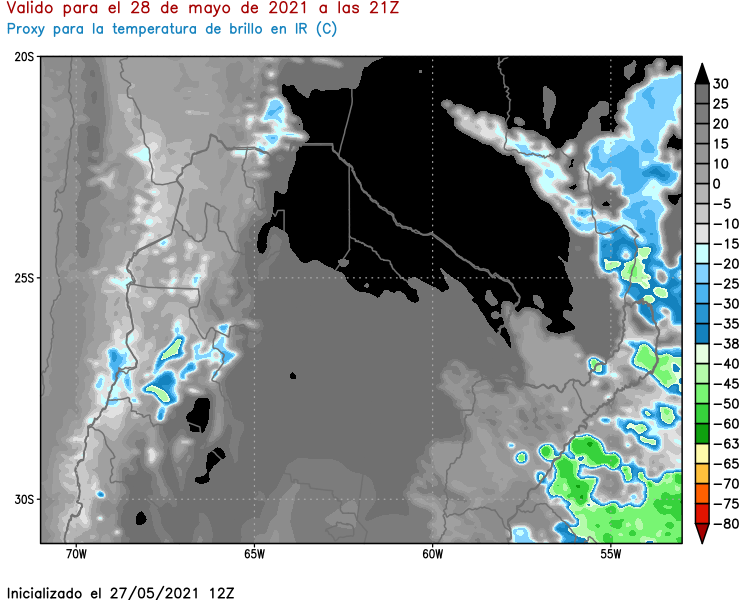 Valido para el 28 de mayo de 2021 a las 21Z
Proxy para la temperatura de brillo en IR (C)
20S
25S
30S
70W
65W
60W
55W
30
25
20
15
10
0
−5
−10
−15
−20
−25
−30
−35
−38
−40
−45
−50
−60
−63
−65
−70
−75
−80
Inicializado el 27/05/2021 12Z